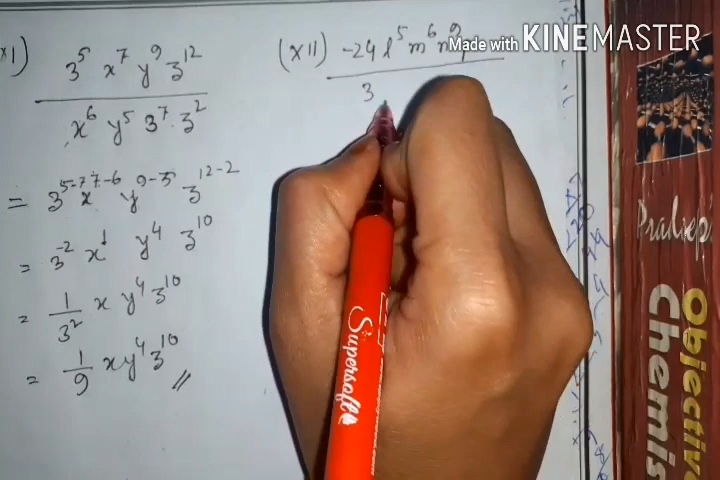 XI) 3^5 x^7 y^9 z^12
x^6 y^5 3^7 . z^2
= 3^5-7 x^7-6 y^9-5 z^12-2
= 3^-2 x^1 y^4 z^10
= 1/3^2 x y^4 z^10
= 1/9 x y^4 z^10 //
(XII) -24 l^5 m^6 n^9
3
Made with KINEMASTER
Supersoft
Pradeep's
Objective
Chemis